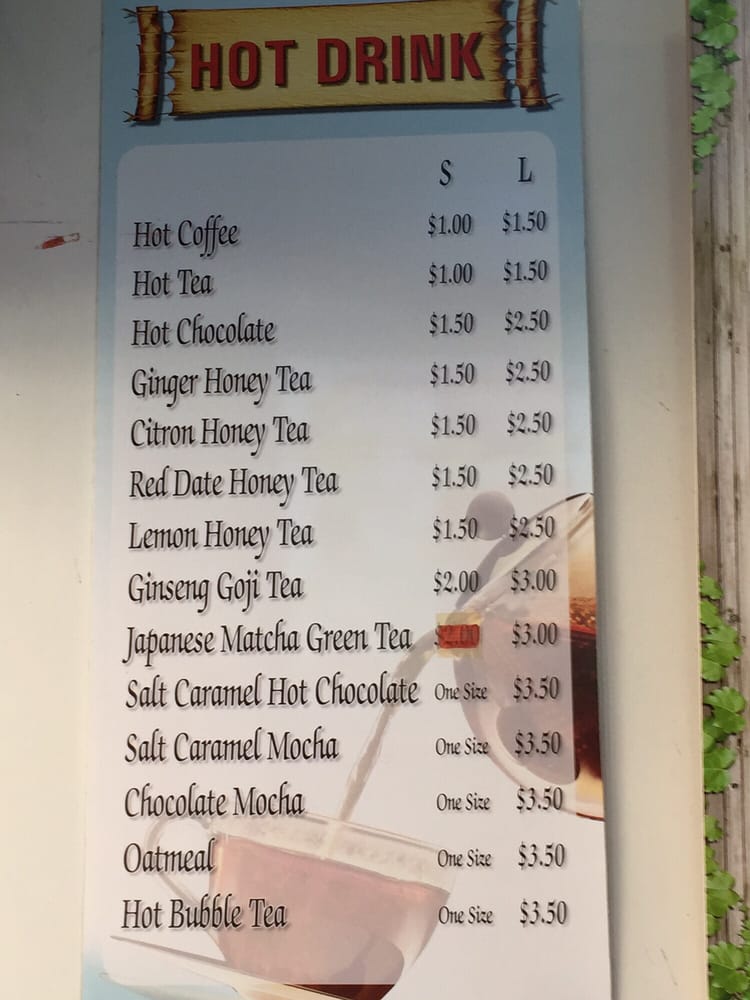 HOT DRINK
S L
Hot Coffee $1.00 $1.50
Hot Tea $1.00 $1.50
Hot Chocolate $1.50 $2.50
Ginger Honey Tea $1.50 $2.50
Citron Honey Tea $1.50 $2.50
Red Date Honey Tea $1.50 $2.50
Lemon Honey Tea $1.50 $2.50
Ginseng Goji Tea $2.00 $3.00
Japanese Matcha Green Tea $2.00 $3.00
Salt Caramel Hot Chocolate One Size $3.50
Salt Caramel Mocha One Size $3.50
Chocolate Mocha One Size $3.50
Oatmeal One Size $3.50
Hot Bubble Tea One Size $3.50